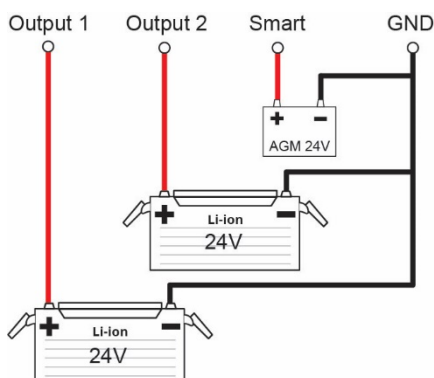 Output 1 Output 2 Smart GND
+ −
AGM 24V
+ Li-ion −
24V
+ Li-ion −
24V